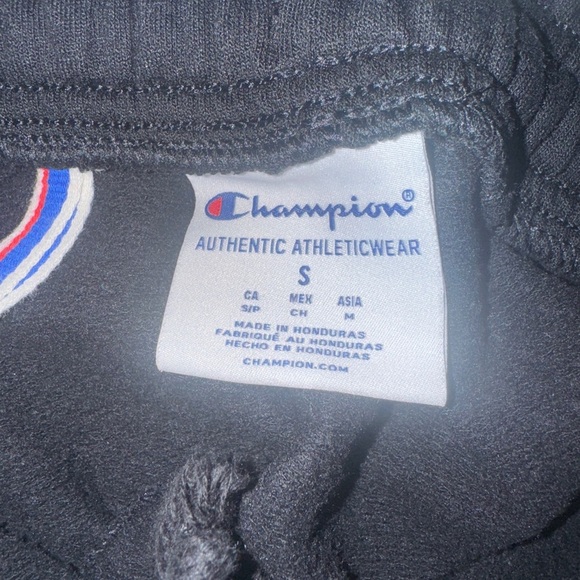 Champion®
AUTHENTIC ATHLETICWEAR
S
CA MEX ASIA
S/P CH M
MADE IN HONDURAS
FABRIQUÉ AU HONDURAS
HECHO EN HONDURAS
CHAMPION.COM